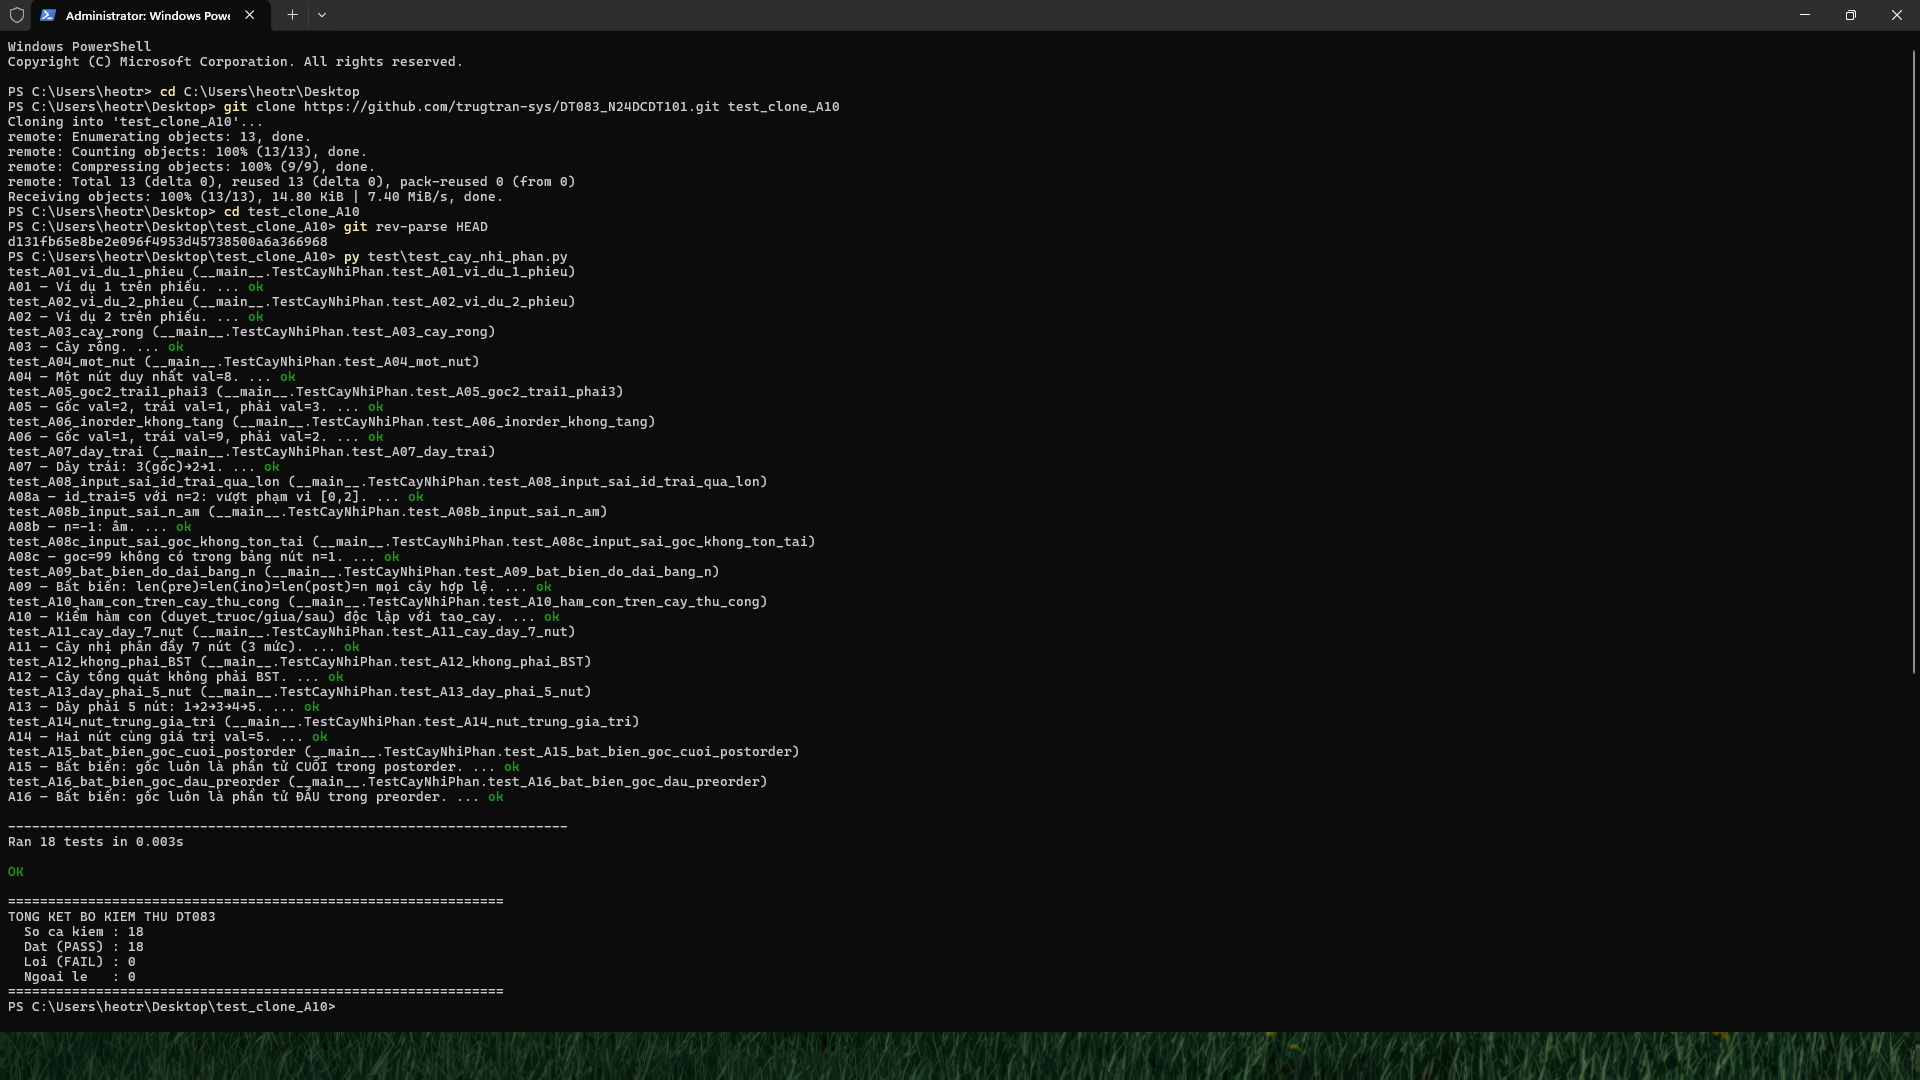 Administrator: Windows Powe
Windows PowerShell
Copyright (C) Microsoft Corporation. All rights reserved.
PS C:\Users\heotr> cd C:\Users\heotr\Desktop
PS C:\Users\heotr\Desktop> git clone https://github.com/trugtran-sys/DT083_N24DCDT101.git test_clone_A10
Cloning into 'test_clone_A10'...
remote: Enumerating objects: 13, done.
remote: Counting objects: 100% (13/13), done.
remote: Compressing objects: 100% (9/9), done.
remote: Total 13 (delta 0), reused 13 (delta 0), pack-reused 0 (from 0)
Receiving objects: 100% (13/13), 14.80 KiB | 7.40 MiB/s, done.
PS C:\Users\heotr\Desktop> cd test_clone_A10
PS C:\Users\heotr\Desktop\test_clone_A10> git rev-parse HEAD
d131fb65e8be2e096f4953d45738500a6a366968
PS C:\Users\heotr\Desktop\test_clone_A10> py test\test_cay_nhi_phan.py
test_A01_vi_du_1_phieu (__main__.TestCayNhiPhan.test_A01_vi_du_1_phieu)
A01 – Ví dụ 1 trên phiếu. ... ok
test_A02_vi_du_2_phieu (__main__.TestCayNhiPhan.test_A02_vi_du_2_phieu)
A02 – Ví dụ 2 trên phiếu. ... ok
test_A03_cay_rong (__main__.TestCayNhiPhan.test_A03_cay_rong)
A03 – Cây rỗng. ... ok
test_A04_mot_nut (__main__.TestCayNhiPhan.test_A04_mot_nut)
A04 – Một nút duy nhất val=8. ... ok
test_A05_goc2_trai1_phai3 (__main__.TestCayNhiPhan.test_A05_goc2_trai1_phai3)
A05 – Gốc val=2, trái val=1, phải val=3. ... ok
test_A06_inorder_khong_tang (__main__.TestCayNhiPhan.test_A06_inorder_khong_tang)
A06 – Gốc val=1, trái val=9, phải val=2. ... ok
test_A07_day_trai (__main__.TestCayNhiPhan.test_A07_day_trai)
A07 – Dây trái: 3(gốc)→2→1. ... ok
test_A08_input_sai_id_trai_qua_lon (__main__.TestCayNhiPhan.test_A08_input_sai_id_trai_qua_lon)
A08a – id_trai=5 với n=2: vượt phạm vi [0,2]. ... ok
test_A08b_input_sai_n_am (__main__.TestCayNhiPhan.test_A08b_input_sai_n_am)
A08b – n=-1: âm. ... ok
test_A08c_input_sai_goc_khong_ton_tai (__main__.TestCayNhiPhan.test_A08c_input_sai_goc_khong_ton_tai)
A08c – goc=99 không có trong bảng nút n=1. ... ok
test_A09_bat_bien_do_dai_bang_n (__main__.TestCayNhiPhan.test_A09_bat_bien_do_dai_bang_n)
A09 – Bất biến: len(pre)=len(ino)=len(post)=n mọi cây hợp lệ. ... ok
test_A10_ham_con_tren_cay_thu_cong (__main__.TestCayNhiPhan.test_A10_ham_con_tren_cay_thu_cong)
A10 – Kiểm hàm con (duyet_truoc/giua/sau) độc lập với tao_cay. ... ok
test_A11_cay_day_7_nut (__main__.TestCayNhiPhan.test_A11_cay_day_7_nut)
A11 – Cây nhị phân đầy 7 nút (3 mức). ... ok
test_A12_khong_phai_BST (__main__.TestCayNhiPhan.test_A12_khong_phai_BST)
A12 – Cây tổng quát không phải BST. ... ok
test_A13_day_phai_5_nut (__main__.TestCayNhiPhan.test_A13_day_phai_5_nut)
A13 – Dây phải 5 nút: 1→2→3→4→5. ... ok
test_A14_nut_trung_gia_tri (__main__.TestCayNhiPhan.test_A14_nut_trung_gia_tri)
A14 – Hai nút cùng giá trị val=5. ... ok
test_A15_bat_bien_goc_cuoi_postorder (__main__.TestCayNhiPhan.test_A15_bat_bien_goc_cuoi_postorder)
A15 – Bất biến: gốc luôn là phần tử CUỐI trong postorder. ... ok
test_A16_bat_bien_goc_dau_preorder (__main__.TestCayNhiPhan.test_A16_bat_bien_goc_dau_preorder)
A16 – Bất biến: gốc luôn là phần tử ĐẦU trong preorder. ... ok
----------------------------------------------------------------------
Ran 18 tests in 0.003s
OK
==============================================================
TONG KET BO KIEM THU DT083
So ca kiem : 18
Dat (PASS) : 18
Loi (FAIL) : 0
Ngoai le   : 0
==============================================================
PS C:\Users\heotr\Desktop\test_clone_A10>